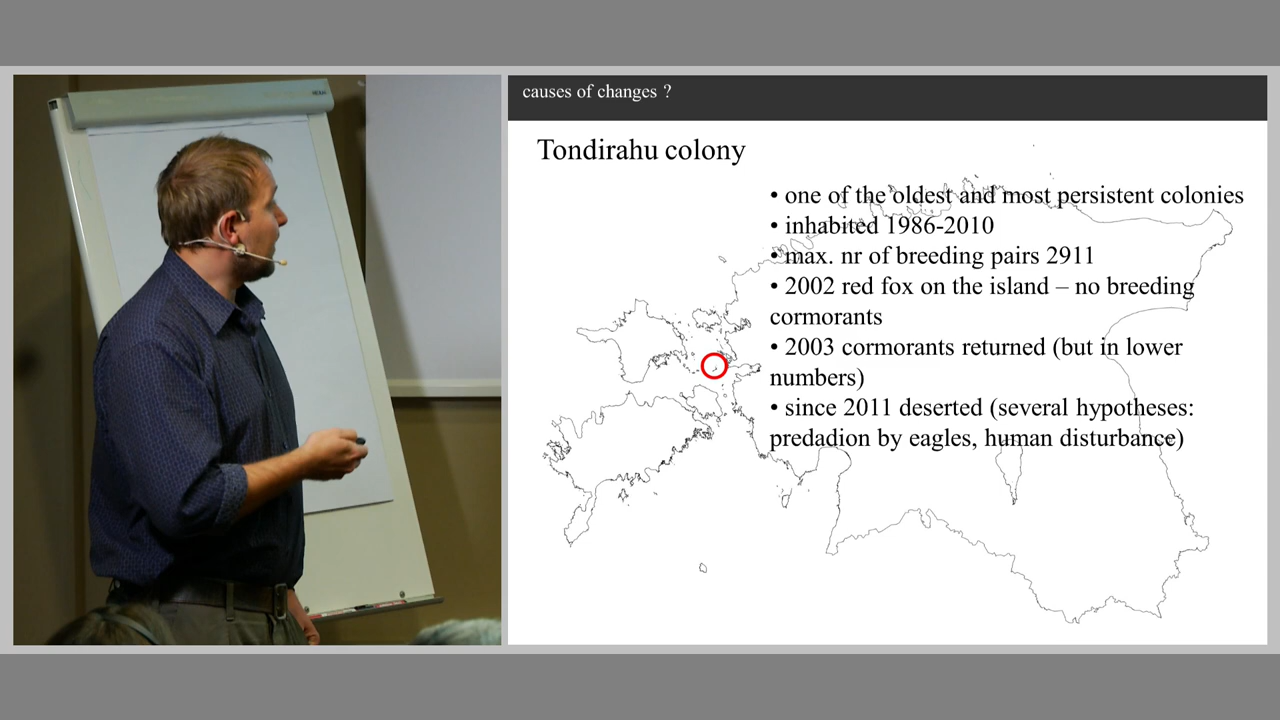 causes of changes ?
Tondirahu colony
• one of the oldest and most persistent colonies
• inhabited 1986-2010
• max. nr of breeding pairs 2911
• 2002 red fox on the island – no breeding
cormorants
• 2003 cormorants returned (but in lower
numbers)
• since 2011 deserted (several hypotheses:
predadion by eagles, human disturbance)